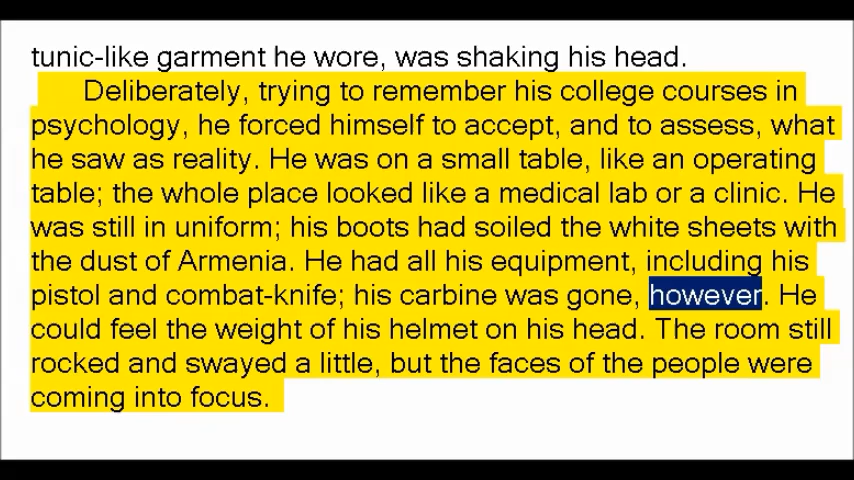 tunic-like garment he wore, was shaking his head.
Deliberately, trying to remember his college courses in
psychology, he forced himself to accept, and to assess, what
he saw as reality. He was on a small table, like an operating
table; the whole place looked like a medical lab or a clinic. He
was still in uniform; his boots had soiled the white sheets with
the dust of Armenia. He had all his equipment, including his
pistol and combat-knife; his carbine was gone, however. He
could feel the weight of his helmet on his head. The room still
rocked and swayed a little, but the faces of the people were
coming into focus.